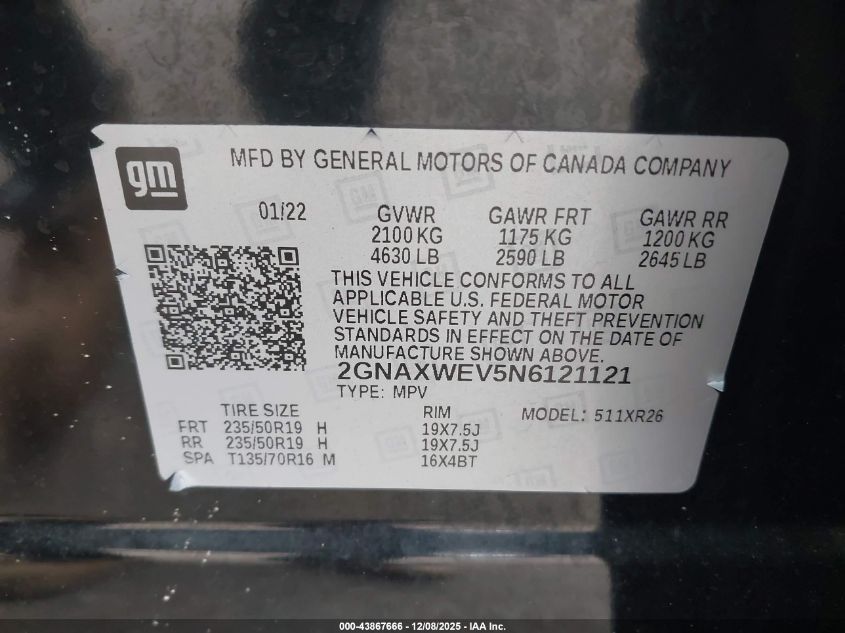 gm
MFD BY GENERAL MOTORS OF CANADA COMPANY
01/22 GVWR GAWR FRT GAWR RR
2100 KG 1175 KG 1200 KG
4630 LB 2590 LB 2645 LB
THIS VEHICLE CONFORMS TO ALL
APPLICABLE U.S. FEDERAL MOTOR
VEHICLE SAFETY AND THEFT PREVENTION
STANDARDS IN EFFECT ON THE DATE OF
MANUFACTURE SHOWN ABOVE.
2GNAXWEV5N6121121
TYPE: MPV
TIRE SIZE RIM MODEL: 511XR26
FRT 235/50R19 H 19X7.5J
RR 235/50R19 H 19X7.5J
SPA T135/70R16 M 16X4BT
000-43867666 - 12/08/2025 - IAA Inc.